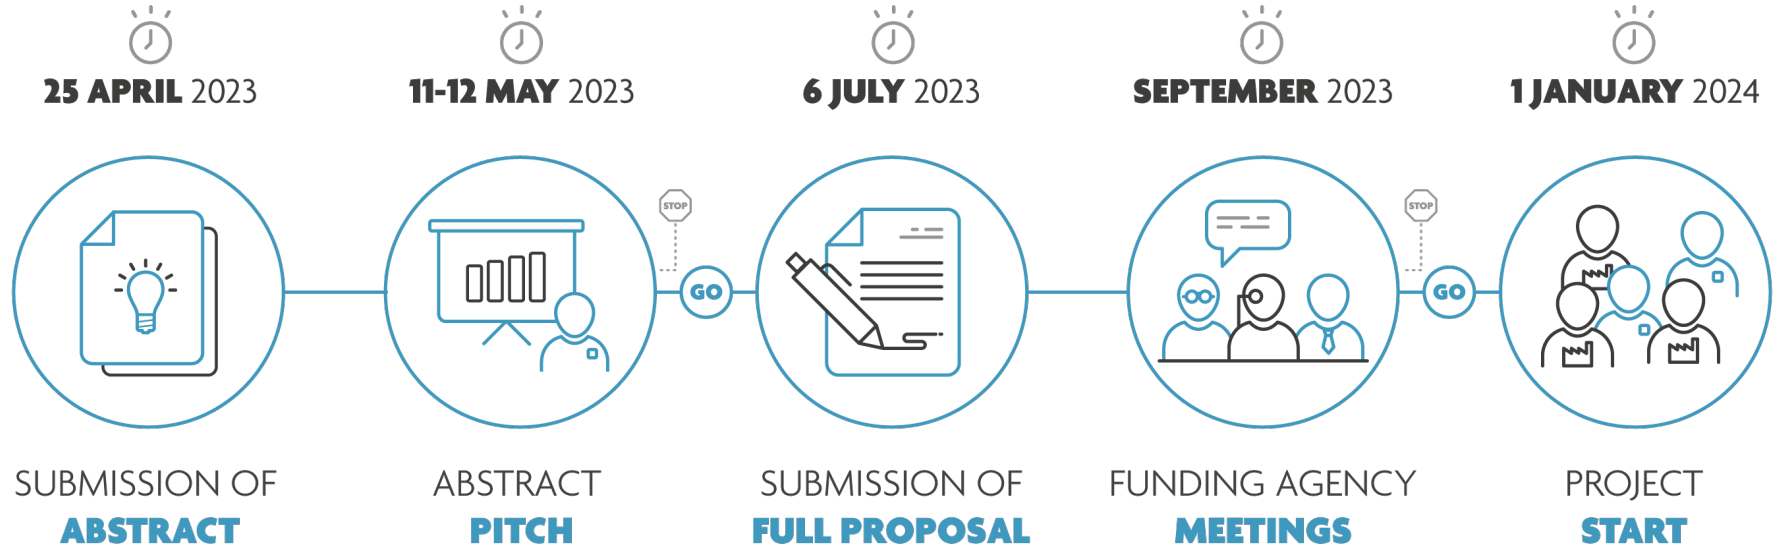 25 APRIL 2023
11-12 MAY 2023
6 JULY 2023
SEPTEMBER 2023
1 JANUARY 2024
STOP
GO
STOP
GO
SUBMISSION OF
ABSTRACT
ABSTRACT
PITCH
SUBMISSION OF
FULL PROPOSAL
FUNDING AGENCY
MEETINGS
PROJECT
START